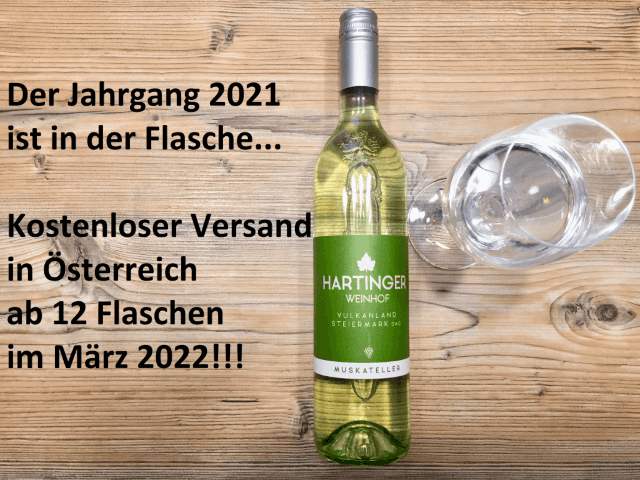 Der Jahrgang 2021
ist in der Flasche...
Kostenloser Versand
in Österreich
ab 12 Flaschen
im März 2022!!!
HARTINGER
WEINHOF
VULKANLAND
STEIERMARK DAC
MUSKATELLER